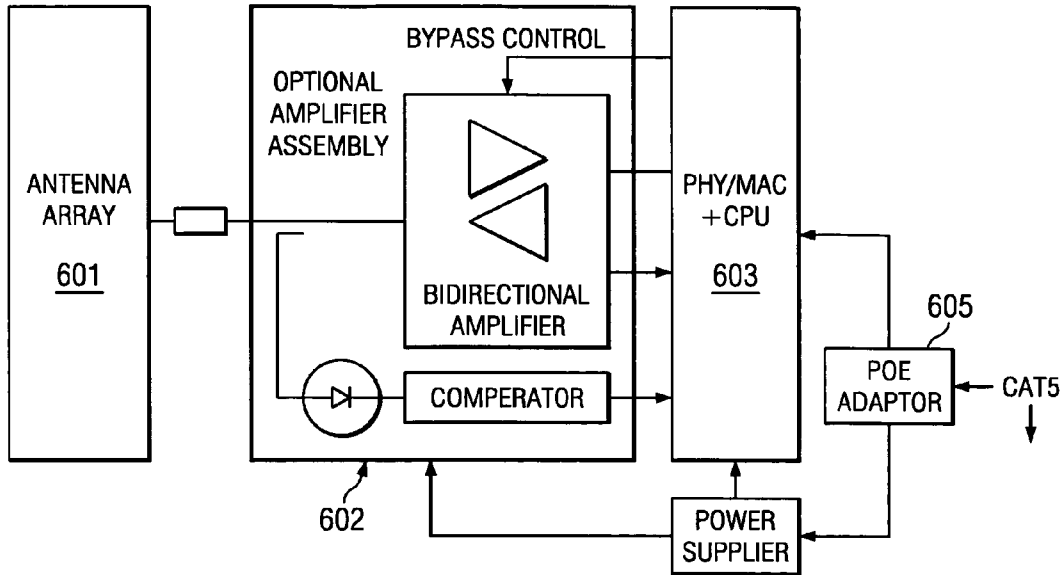 ANTENNA
ARRAY
601
OPTIONAL
AMPLIFIER
ASSEMBLY
BYPASS CONTROL
BIDIRECTIONAL
AMPLIFIER
COMPERATOR
602
PHY/MAC
+CPU
603
605
POE
ADAPTOR
CAT5
POWER
SUPPLIER